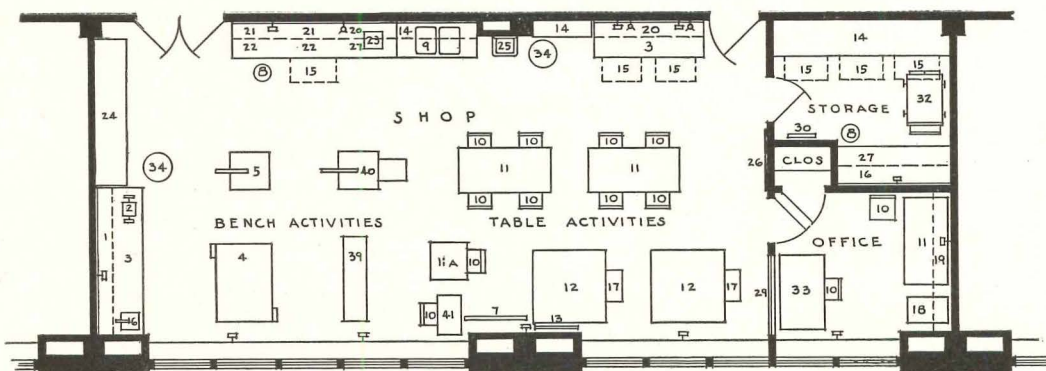 21 21 20 14 14 20 14
22 22 27 23 9 25 34 3
8 15 15 15 15 15 15
24 SHOP STORAGE 32
30 8
10 10 10 10
34 5 40 11 11 26 CLOS 27
16
10 10 10 10
2 BENCH ACTIVITIES TABLE ACTIVITIES 10
1 3 4 39 11A 10 OFFICE 11 19
12 17 12 17 29 33 10
6 10 41 7 13 18